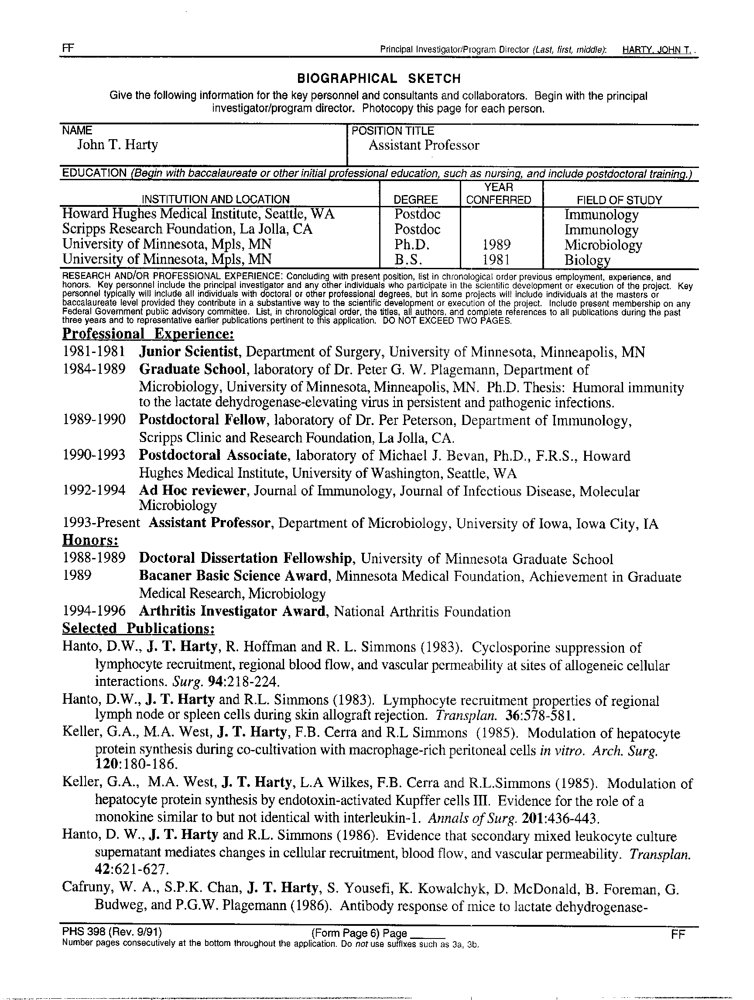 FF Principal Investigator/Program Director (Last, first, middle): HARTY, JOHN T. .
BIOGRAPHICAL SKETCH
Give the following information for the key personnel and consultants and collaborators. Begin with the principal
investigator/program director. Photocopy this page for each person.
NAME POSITION TITLE
John T. Harty Assistant Professor
EDUCATION (Begin with baccalaureate or other initial professional education, such as nursing, and include postdoctoral training.)
YEAR
INSTITUTION AND LOCATION DEGREE CONFERRED FIELD OF STUDY
Howard Hughes Medical Institute, Seattle, WA Postdoc Immunology
Scripps Research Foundation, La Jolla, CA Postdoc Immunology
University of Minnesota, Mpls, MN Ph.D. 1989 Microbiology
University of Minnesota, Mpls, MN B.S. 1981 Biology
RESEARCH AND/OR PROFESSIONAL EXPERIENCE: Concluding with present position, list in chronological order previous employment, experience, and
honors. Key personnel include the principal investigator and any other individuals who participate in the scientific development or execution of the project. Key
personnel typically will include all individuals with doctoral or other professional degrees, but in some projects will include individuals at the masters or
baccalaureate level provided they contribute in a substantive way to the scientific development or execution of the project. Include present membership on any
Federal Government public advisory committee. List, in chronological order, the titles, all authors, and complete references to all publications during the past
three years and to representative earlier publications pertinent to this application. DO NOT EXCEED TWO PAGES.
Professional Experience:
1981-1981 Junior Scientist, Department of Surgery, University of Minnesota, Minneapolis, MN
1984-1989 Graduate School, laboratory of Dr. Peter G. W. Plagemann, Department of
Microbiology, University of Minnesota, Minneapolis, MN. Ph.D. Thesis: Humoral immunity
to the lactate dehydrogenase-elevating virus in persistent and pathogenic infections.
1989-1990 Postdoctoral Fellow, laboratory of Dr. Per Peterson, Department of Immunology,
Scripps Clinic and Research Foundation, La Jolla, CA.
1990-1993 Postdoctoral Associate, laboratory of Michael J. Bevan, Ph.D., F.R.S., Howard
Hughes Medical Institute, University of Washington, Seattle, WA
1992-1994 Ad Hoc reviewer, Journal of Immunology, Journal of Infectious Disease, Molecular
Microbiology
1993-Present Assistant Professor, Department of Microbiology, University of Iowa, Iowa City, IA
Honors:
1988-1989 Doctoral Dissertation Fellowship, University of Minnesota Graduate School
1989 Bacaner Basic Science Award, Minnesota Medical Foundation, Achievement in Graduate
Medical Research, Microbiology
1994-1996 Arthritis Investigator Award, National Arthritis Foundation
Selected Publications:
Hanto, D.W., J. T. Harty, R. Hoffman and R. L. Simmons (1983). Cyclosporine suppression of
lymphocyte recruitment, regional blood flow, and vascular permeability at sites of allogeneic cellular
interactions. Surg. 94:218-224.
Hanto, D.W., J. T. Harty and R.L. Simmons (1983). Lymphocyte recruitment properties of regional
lymph node or spleen cells during skin allograft rejection. Transplan. 36:578-581.
Keller, G.A., M.A. West, J. T. Harty, F.B. Cerra and R.L Simmons (1985). Modulation of hepatocyte
protein synthesis during co-cultivation with macrophage-rich peritoneal cells in vitro. Arch. Surg.
120:180-186.
Keller, G.A., M.A. West, J. T. Harty, L.A Wilkes, F.B. Cerra and R.L.Simmons (1985). Modulation of
hepatocyte protein synthesis by endotoxin-activated Kupffer cells III. Evidence for the role of a
monokine similar to but not identical with interleukin-1. Annals of Surg. 201:436-443.
Hanto, D. W., J. T. Harty and R.L. Simmons (1986). Evidence that secondary mixed leukocyte culture
supernatant mediates changes in cellular recruitment, blood flow, and vascular permeability. Transplan.
42:621-627.
Cafruny, W. A., S.P.K. Chan, J. T. Harty, S. Yousefi, K. Kowalchyk, D. McDonald, B. Foreman, G.
Budweg, and P.G.W. Plagemann (1986). Antibody response of mice to lactate dehydrogenase-
PHS 398 (Rev. 9/91) (Form Page 6) Page ______ FF
Number pages consecutively at the bottom throughout the application. Do not use suffixes such as 3a, 3b.